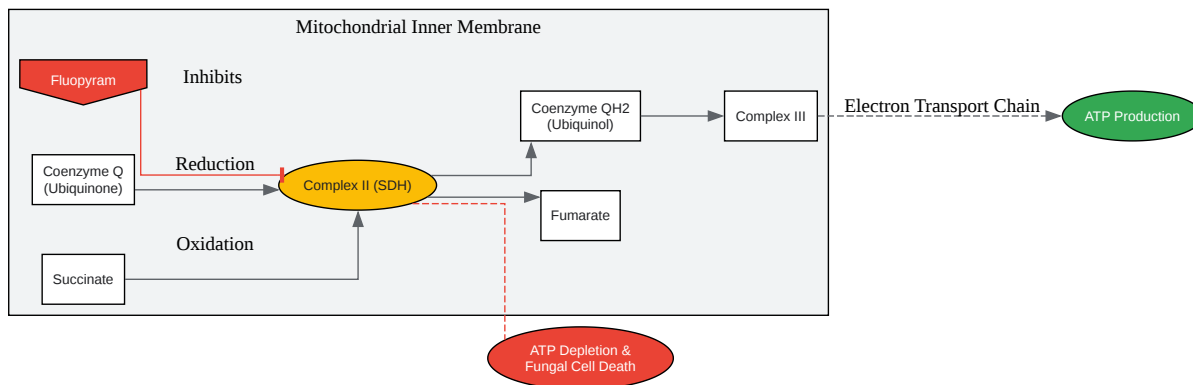 Mitochondrial Inner Membrane
Fluopyram
Inhibits
Coenzyme QH2
(Ubiquinol)
Complex III
Electron Transport Chain
ATP Production
Coenzyme Q
(Ubiquinone)
Reduction
Complex II (SDH)
Fumarate
Oxidation
Succinate
ATP Depletion &
Fungal Cell Death